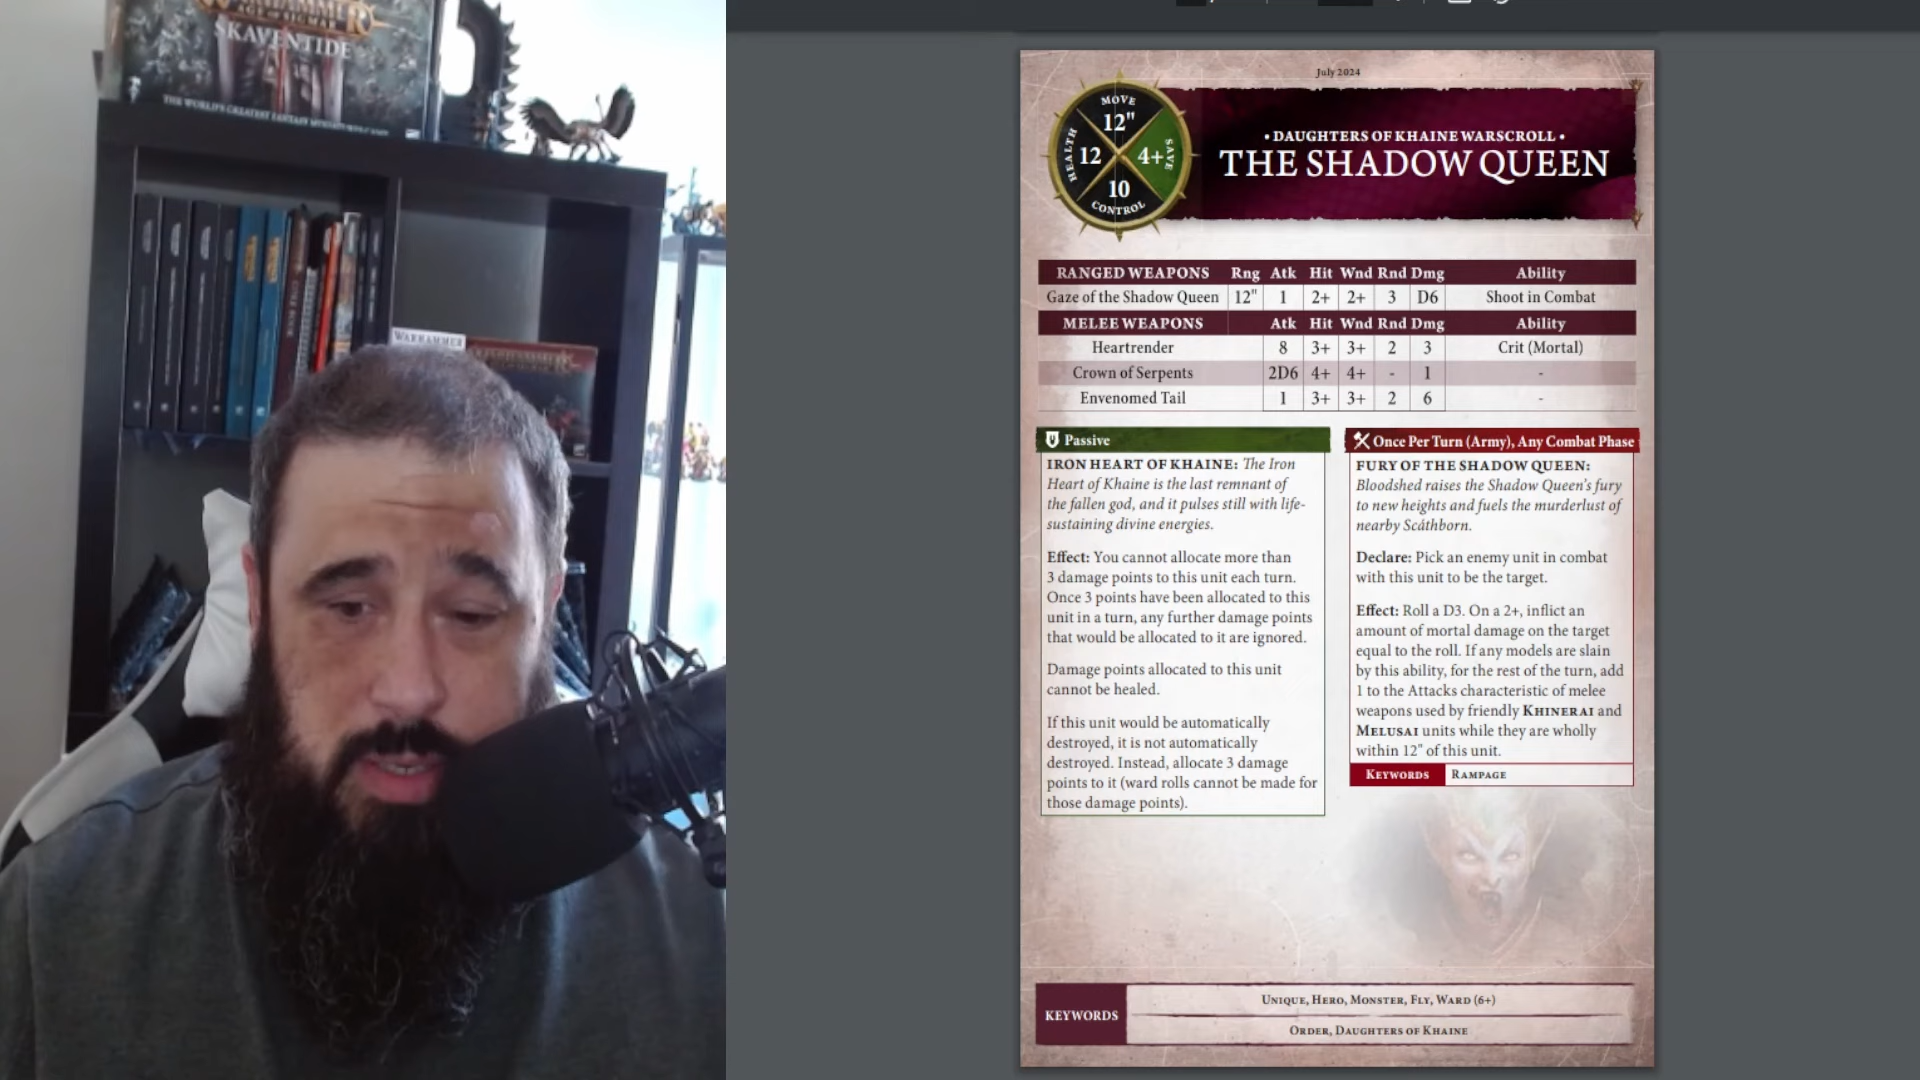 SKAVENTIDE
WARHAMMER
July 2024
MOVE
12"
HEALTH
12
4+
SAVE
10
CONTROL
• DAUGHTERS OF KHAINE WARSCROLL •
THE SHADOW QUEEN
RANGED WEAPONS Rng Atk Hit Wnd Rnd Dmg Ability
Gaze of the Shadow Queen 12" 1 2+ 2+ 3 D6 Shoot in Combat
MELEE WEAPONS Atk Hit Wnd Rnd Dmg Ability
Heartrender 8 3+ 3+ 2 3 Crit (Mortal)
Crown of Serpents 2D6 4+ 4+ - 1 -
Envenomed Tail 1 3+ 3+ 2 6 -
Passive
IRON HEART OF KHAINE: The Iron
Heart of Khaine is the last remnant of
the fallen god, and it pulses still with life-
sustaining divine energies.
Effect: You cannot allocate more than
3 damage points to this unit each turn.
Once 3 points have been allocated to this
unit in a turn, any further damage points
that would be allocated to it are ignored.
Damage points allocated to this unit
cannot be healed.
If this unit would be automatically
destroyed, it is not automatically
destroyed. Instead, allocate 3 damage
points to it (ward rolls cannot be made for
those damage points).
Once Per Turn (Army), Any Combat Phase
FURY OF THE SHADOW QUEEN:
Bloodshed raises the Shadow Queen's fury
to new heights and fuels the murderlust of
nearby Scáthborn.
Declare: Pick an enemy unit in combat
with this unit to be the target.
Effect: Roll a D3. On a 2+, inflict an
amount of mortal damage on the target
equal to the roll. If any models are slain
by this ability, for the rest of the turn, add
1 to the Attacks characteristic of melee
weapons used by friendly KHINERAI and
MELUSAI units while they are wholly
within 12" of this unit.
KEYWORDS RAMPAGE
KEYWORDS
UNIQUE, HERO, MONSTER, FLY, WARD (6+)
ORDER, DAUGHTERS OF KHAINE